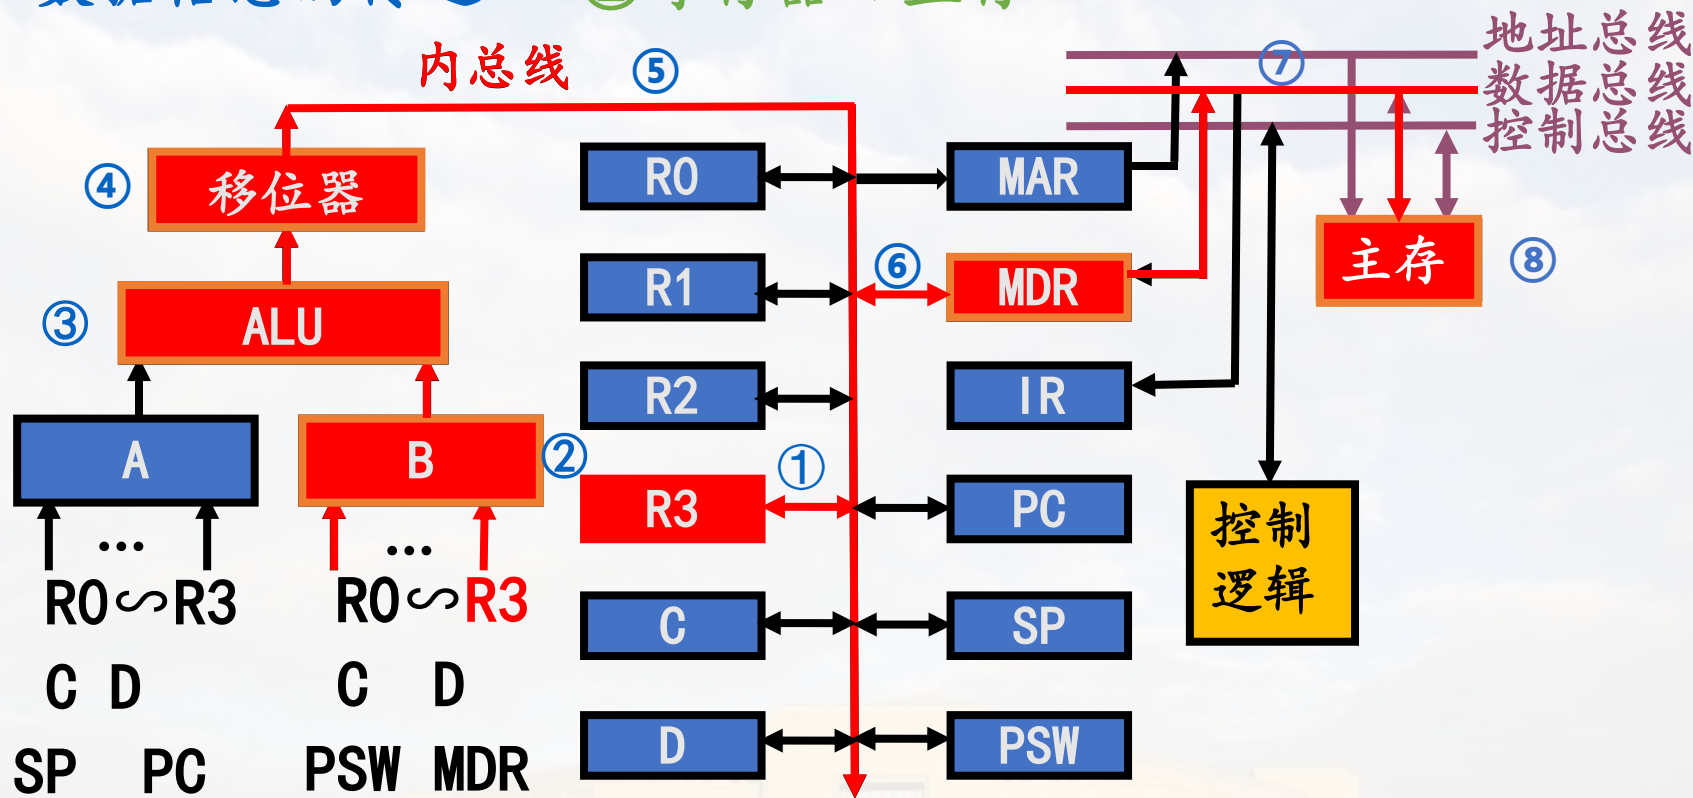 内总线 ⑤
⑦
地址总线
数据总线
控制总线
④ 移位器
R0
MAR
③ ALU
R1
⑥
MDR
主存 ⑧
R2
IR
A
B ②
R3
①
PC
控制
逻辑
...
...
R0∽R3
R0∽R3
C
SP
C D
C D
D
PSW
SP PC
PSW MDR